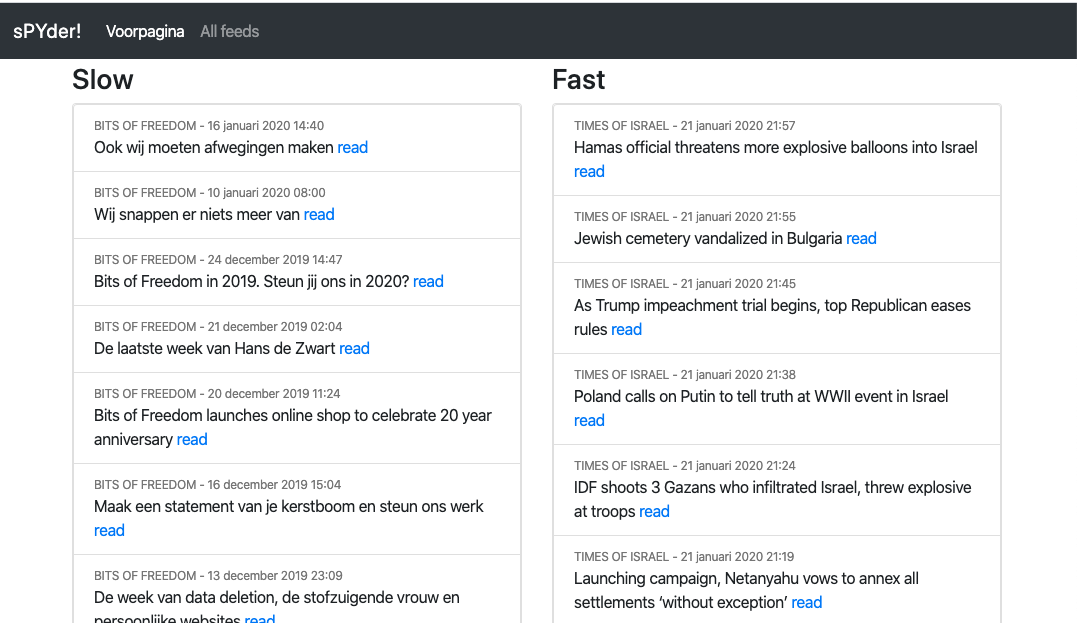 sPYder! Voorpagina All feeds
Slow
BITS OF FREEDOM - 16 januari 2020 14:40
Ook wij moeten afwegingen maken read
BITS OF FREEDOM - 10 januari 2020 08:00
Wij snappen er niets meer van read
BITS OF FREEDOM - 24 december 2019 14:47
Bits of Freedom in 2019. Steun jij ons in 2020? read
BITS OF FREEDOM - 21 december 2019 02:04
De laatste week van Hans de Zwart read
BITS OF FREEDOM - 20 december 2019 11:24
Bits of Freedom launches online shop to celebrate 20 year
anniversary read
BITS OF FREEDOM - 16 december 2019 15:04
Maak een statement van je kerstboom en steun ons werk
read
BITS OF FREEDOM - 13 december 2019 23:09
De week van data deletion, de stofzuigende vrouw en
persoonlijke websites read
Fast
TIMES OF ISRAEL - 21 januari 2020 21:57
Hamas official threatens more explosive balloons into Israel
read
TIMES OF ISRAEL - 21 januari 2020 21:55
Jewish cemetery vandalized in Bulgaria read
TIMES OF ISRAEL - 21 januari 2020 21:45
As Trump impeachment trial begins, top Republican eases
rules read
TIMES OF ISRAEL - 21 januari 2020 21:38
Poland calls on Putin to tell truth at WWII event in Israel
read
TIMES OF ISRAEL - 21 januari 2020 21:24
IDF shoots 3 Gazans who infiltrated Israel, threw explosive
at troops read
TIMES OF ISRAEL - 21 januari 2020 21:19
Launching campaign, Netanyahu vows to annex all
settlements ‘without exception’ read